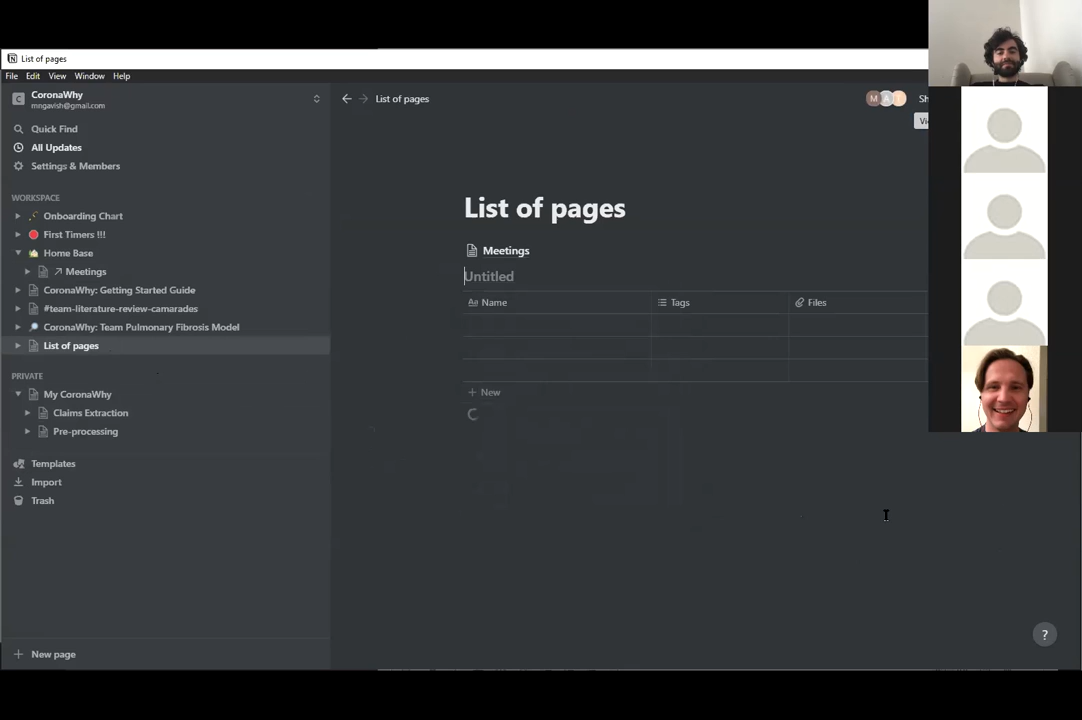 List of pages
File Edit View Window Help
C CoronaWhy
mngavish@gmail.com
Quick Find
All Updates
Settings & Members
WORKSPACE
Onboarding Chart
First Timers !!!
Home Base
Meetings
CoronaWhy: Getting Started Guide
#team-literature-review-camarades
CoronaWhy: Team Pulmonary Fibrosis Model
List of pages
PRIVATE
My CoronaWhy
Claims Extraction
Pre-processing
Templates
Import
Trash
New page
List of pages
M A
List of pages
Meetings
Untitled
Aa Name Tags Files
New
?